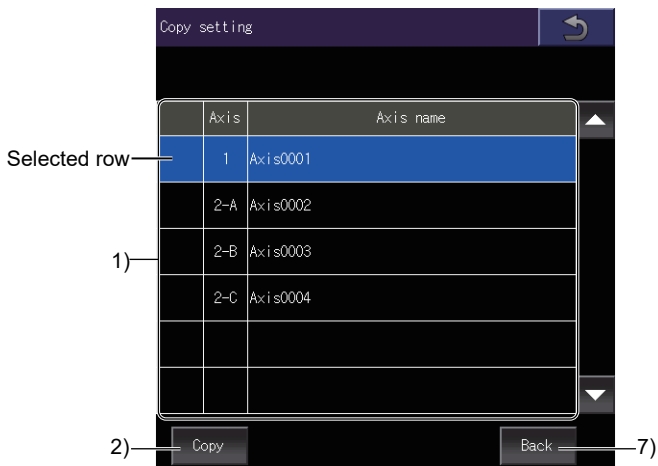 Copy setting
Axis Axis name
Selected row
1 Axis0001
2-A Axis0002
1)
2-B Axis0003
2-C Axis0004
2)
Copy
Back
7)